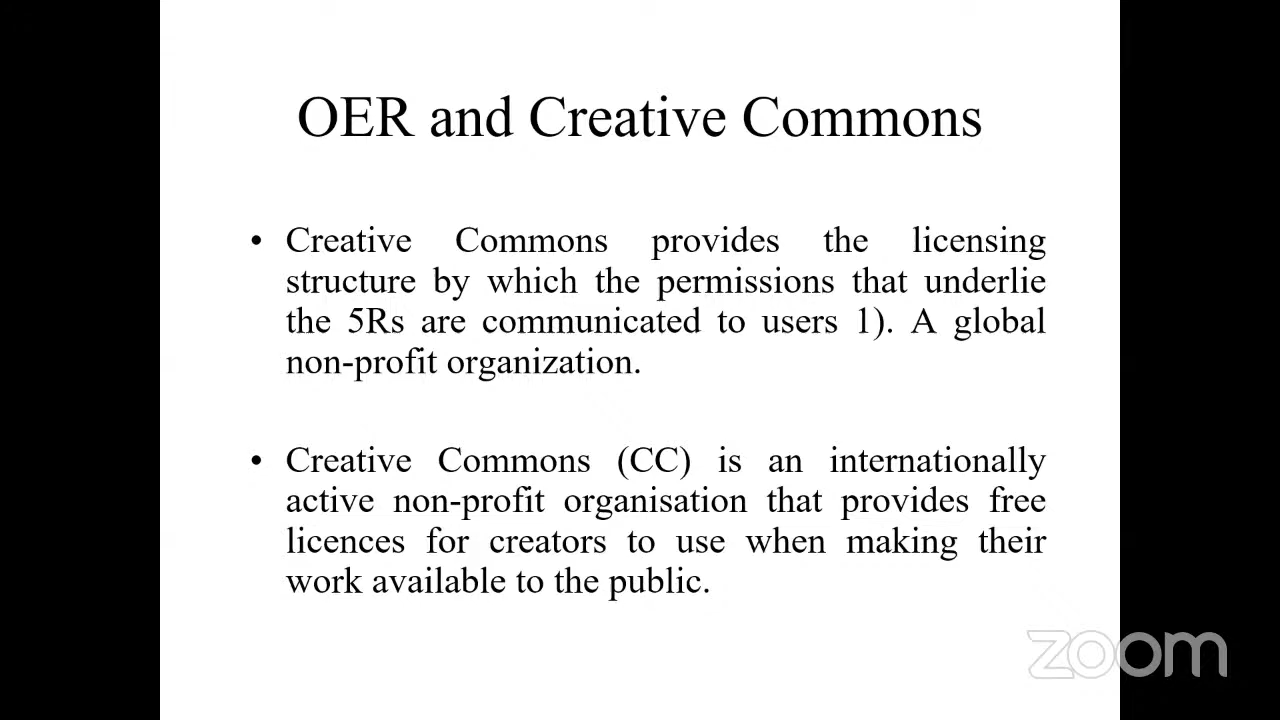 OER and Creative Commons
• Creative Commons provides the licensing
structure by which the permissions that underlie
the 5Rs are communicated to users 1). A global
non-profit organization.
• Creative Commons (CC) is an internationally
active non-profit organisation that provides free
licences for creators to use when making their
work available to the public.
zoom